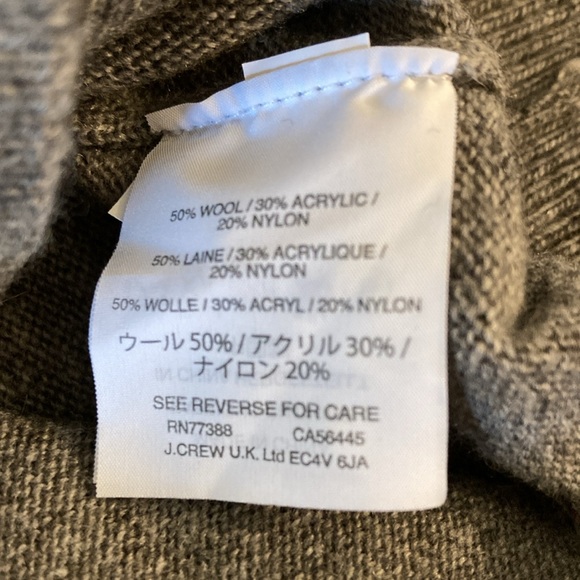 50% WOOL / 30% ACRYLIC /
20% NYLON
50% LAINE / 30% ACRYLIQUE /
20% NYLON
50% WOLLE / 30% ACRYL / 20% NYLON
ウール 50% / アクリル 30% /
ナイロン 20%
SEE REVERSE FOR CARE
RN77388 CA56445
J.CREW U.K. Ltd EC4V 6JA